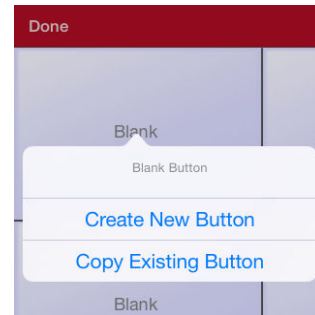 Done
Blank
Blank Button
Create New Button
Copy Existing Button
Blank